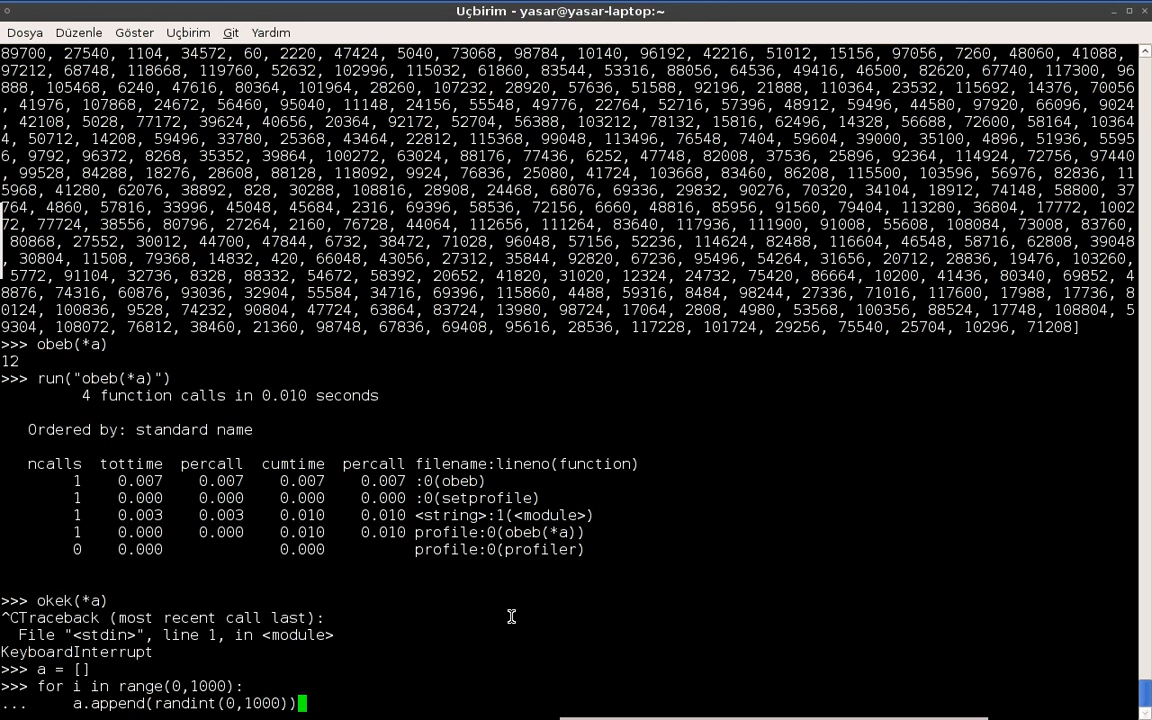 Uçbirim - yasar@yasar-laptop:~
Dosya Düzenle Göster Uçbirim Git Yardım
89700, 27540, 1104, 34572, 60, 2220, 47424, 5040, 73068, 98784, 10140, 96192, 42216, 51012, 15156, 97056, 7260, 48060, 41088,
97212, 68748, 118668, 119760, 52632, 102996, 115032, 61860, 83544, 53316, 88056, 64536, 49416, 46500, 82620, 67740, 117300, 96
888, 105468, 6240, 47616, 80364, 101964, 28260, 107232, 28920, 57636, 51588, 92196, 21888, 110364, 23532, 115692, 14376, 70056
, 41976, 107868, 24672, 56460, 95040, 11148, 24156, 55548, 49776, 22764, 52716, 57396, 48912, 59496, 44580, 97920, 66096, 9024
, 42108, 5028, 77172, 39624, 40656, 20364, 92172, 52704, 56388, 103212, 78132, 15816, 62496, 14328, 56688, 72600, 58164, 10364
4, 50712, 14208, 59496, 33780, 25368, 43464, 22812, 115368, 99048, 113496, 76548, 7404, 59604, 39000, 35100, 4896, 51936, 5595
6, 9792, 96372, 8268, 35352, 39864, 100272, 63024, 88176, 77436, 6252, 47748, 82008, 37536, 25896, 92364, 114924, 72756, 97440
, 99528, 84288, 18276, 28608, 88128, 118092, 9924, 76836, 25080, 41724, 103668, 83460, 86208, 115500, 103596, 56976, 82836, 11
5968, 41280, 62076, 38892, 828, 30288, 108816, 28908, 24468, 68076, 69336, 29832, 90276, 70320, 34104, 18912, 74148, 58800, 37
764, 4860, 57816, 33996, 45048, 45684, 2316, 69396, 58536, 72156, 6660, 48816, 85956, 91560, 79404, 113280, 36804, 17772, 1002
72, 77724, 38556, 80796, 27264, 2160, 76728, 44064, 112656, 111264, 83640, 117936, 111900, 91008, 55608, 108084, 73008, 83760,
80868, 27552, 30012, 44700, 47844, 6732, 38472, 71028, 96048, 57156, 52236, 114624, 82488, 116604, 46548, 58716, 62808, 39048
, 30804, 11508, 79368, 14832, 420, 66048, 43056, 27312, 35844, 92820, 67236, 95496, 54264, 31656, 20712, 28836, 19476, 103260,
5772, 91104, 32736, 8328, 88332, 54672, 58392, 20652, 41820, 31020, 12324, 24732, 75420, 86664, 10200, 41436, 80340, 69852, 4
8876, 74316, 60876, 93036, 32904, 55584, 34716, 69396, 115860, 4488, 59316, 8484, 98244, 27336, 71016, 117600, 17988, 17736, 8
0124, 100836, 9528, 74232, 90804, 47724, 63864, 83724, 13980, 98724, 17064, 2808, 4980, 53568, 100356, 88524, 17748, 108804, 5
9304, 108072, 76812, 38460, 21360, 98748, 67836, 69408, 95616, 28536, 117228, 101724, 29256, 75540, 25704, 10296, 71208]
>>> obeb(*a)
12
>>> run("obeb(*a)")
4 function calls in 0.010 seconds
Ordered by: standard name
ncalls tottime percall cumtime percall filename:lineno(function)
1 0.007 0.007 0.007 0.007 :0(obeb)
1 0.000 0.000 0.000 0.000 :0(setprofile)
1 0.003 0.003 0.010 0.010 <string>:1(<module>)
1 0.000 0.000 0.010 0.010 profile:0(obeb(*a))
0 0.000 0.000 profile:0(profiler)
>>> okek(*a)
^CTraceback (most recent call last):
File "<stdin>", line 1, in <module>
KeyboardInterrupt
>>> a = []
>>> for i in range(0,1000):
... a.append(randint(0,1000))